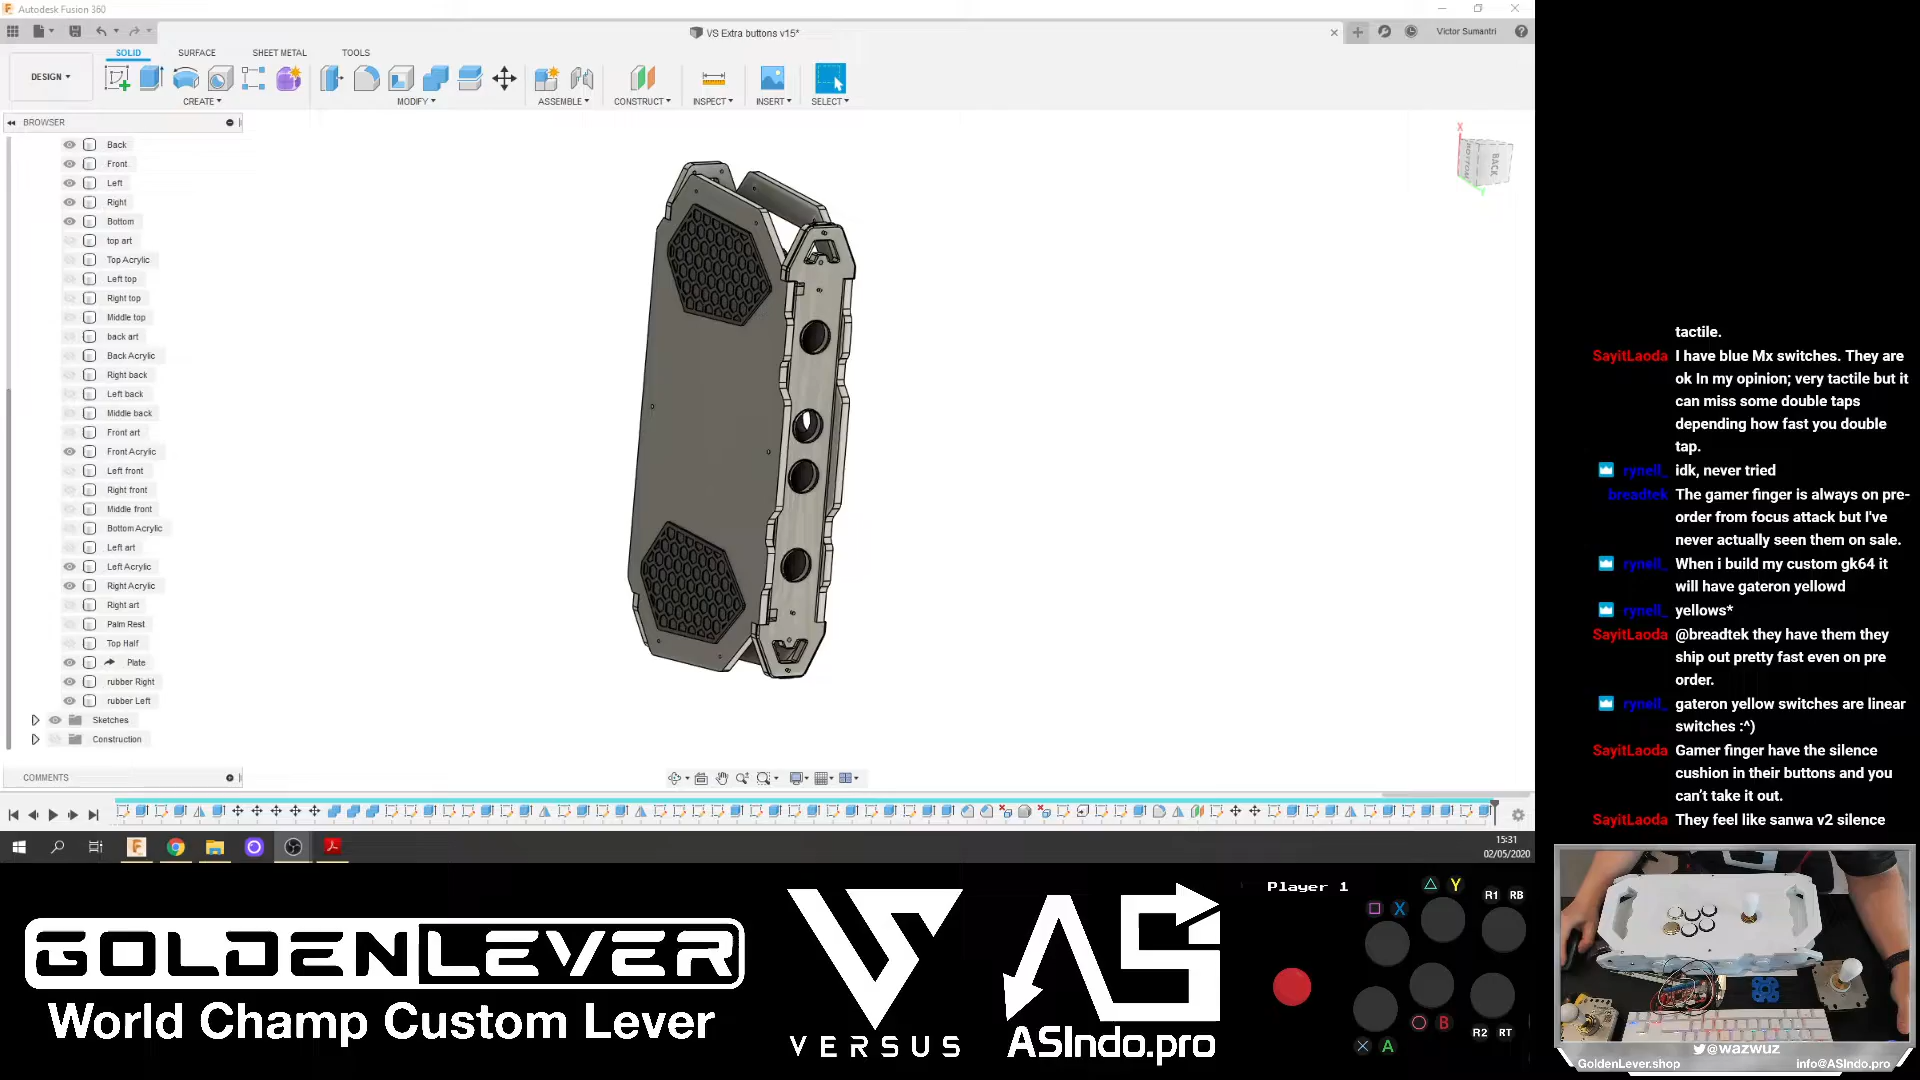 Autodesk Fusion 360
VS Extra buttons v15*
Victor Sumantri
DESIGN
SOLID
SURFACE
SHEET METAL
TOOLS
CREATE
MODIFY
ASSEMBLE
CONSTRUCT
INSPECT
INSERT
SELECT
BROWSER
Back
Front
Left
Right
Bottom
top art
Top Acrylic
Left top
Right top
Middle top
back art
Back Acrylic
Right back
Left back
Middle back
Front art
Front Acrylic
Left front
Right front
Middle front
Bottom Acrylic
Left art
Left Acrylic
Right Acrylic
Right art
Palm Rest
Top Half
Plate
rubber Right
rubber Left
Sketches
Construction
COMMENTS
X
BOTTOM
BACK
15:31
02/05/2020
tactile.
SayitLaoda I have blue Mx switches. They are
ok In my opinion; very tactile but it
can miss some double taps
depending how fast you double
tap.
rynell_ idk, never tried
breadtek The gamer finger is always on pre-
order from focus attack but I've
never actually seen them on sale.
rynell_ When i build my custom gk64 it
will have gateron yellowd
rynell_ yellows*
SayitLaoda @breadtek they have them they
ship out pretty fast even on pre
order.
rynell_ gateron yellow switches are linear
switches :^)
SayitLaoda Gamer finger have the silence
cushion in their buttons and you
can't take it out.
SayitLaoda They feel like sanwa v2 silence
GOLDENLEVER
World Champ Custom Lever
VERSUS
AS
ASIndo.pro
Player 1
Y
R1 RB
X
B
R2 RT
A
@wazwuz
GoldenLever.shop
info@ASIndo.pro